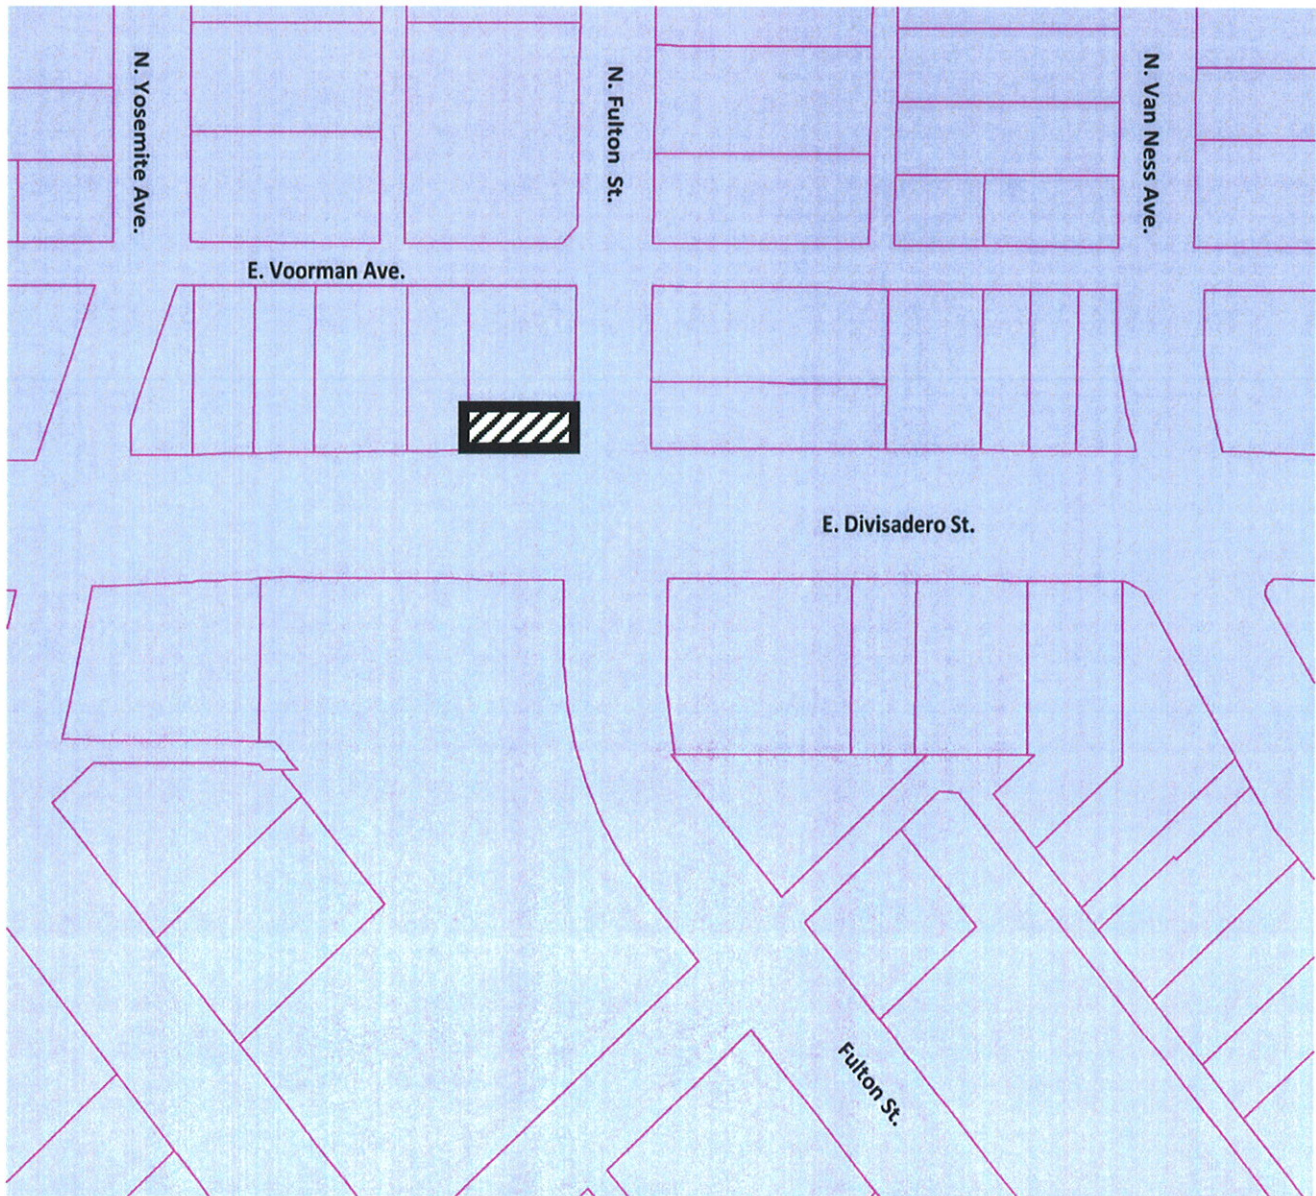 N. Yosemite Ave.
N. Fulton St.
N. Van Ness Ave.
E. Voorman Ave.
E. Divisadero St.
Fulton St.